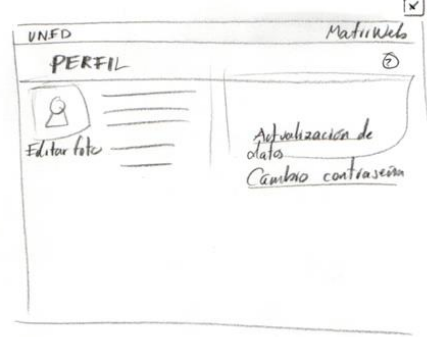 UNED
MatriWeb
PERFIL
?
Editar foto
Actualización de
datos
Cambio contraseña